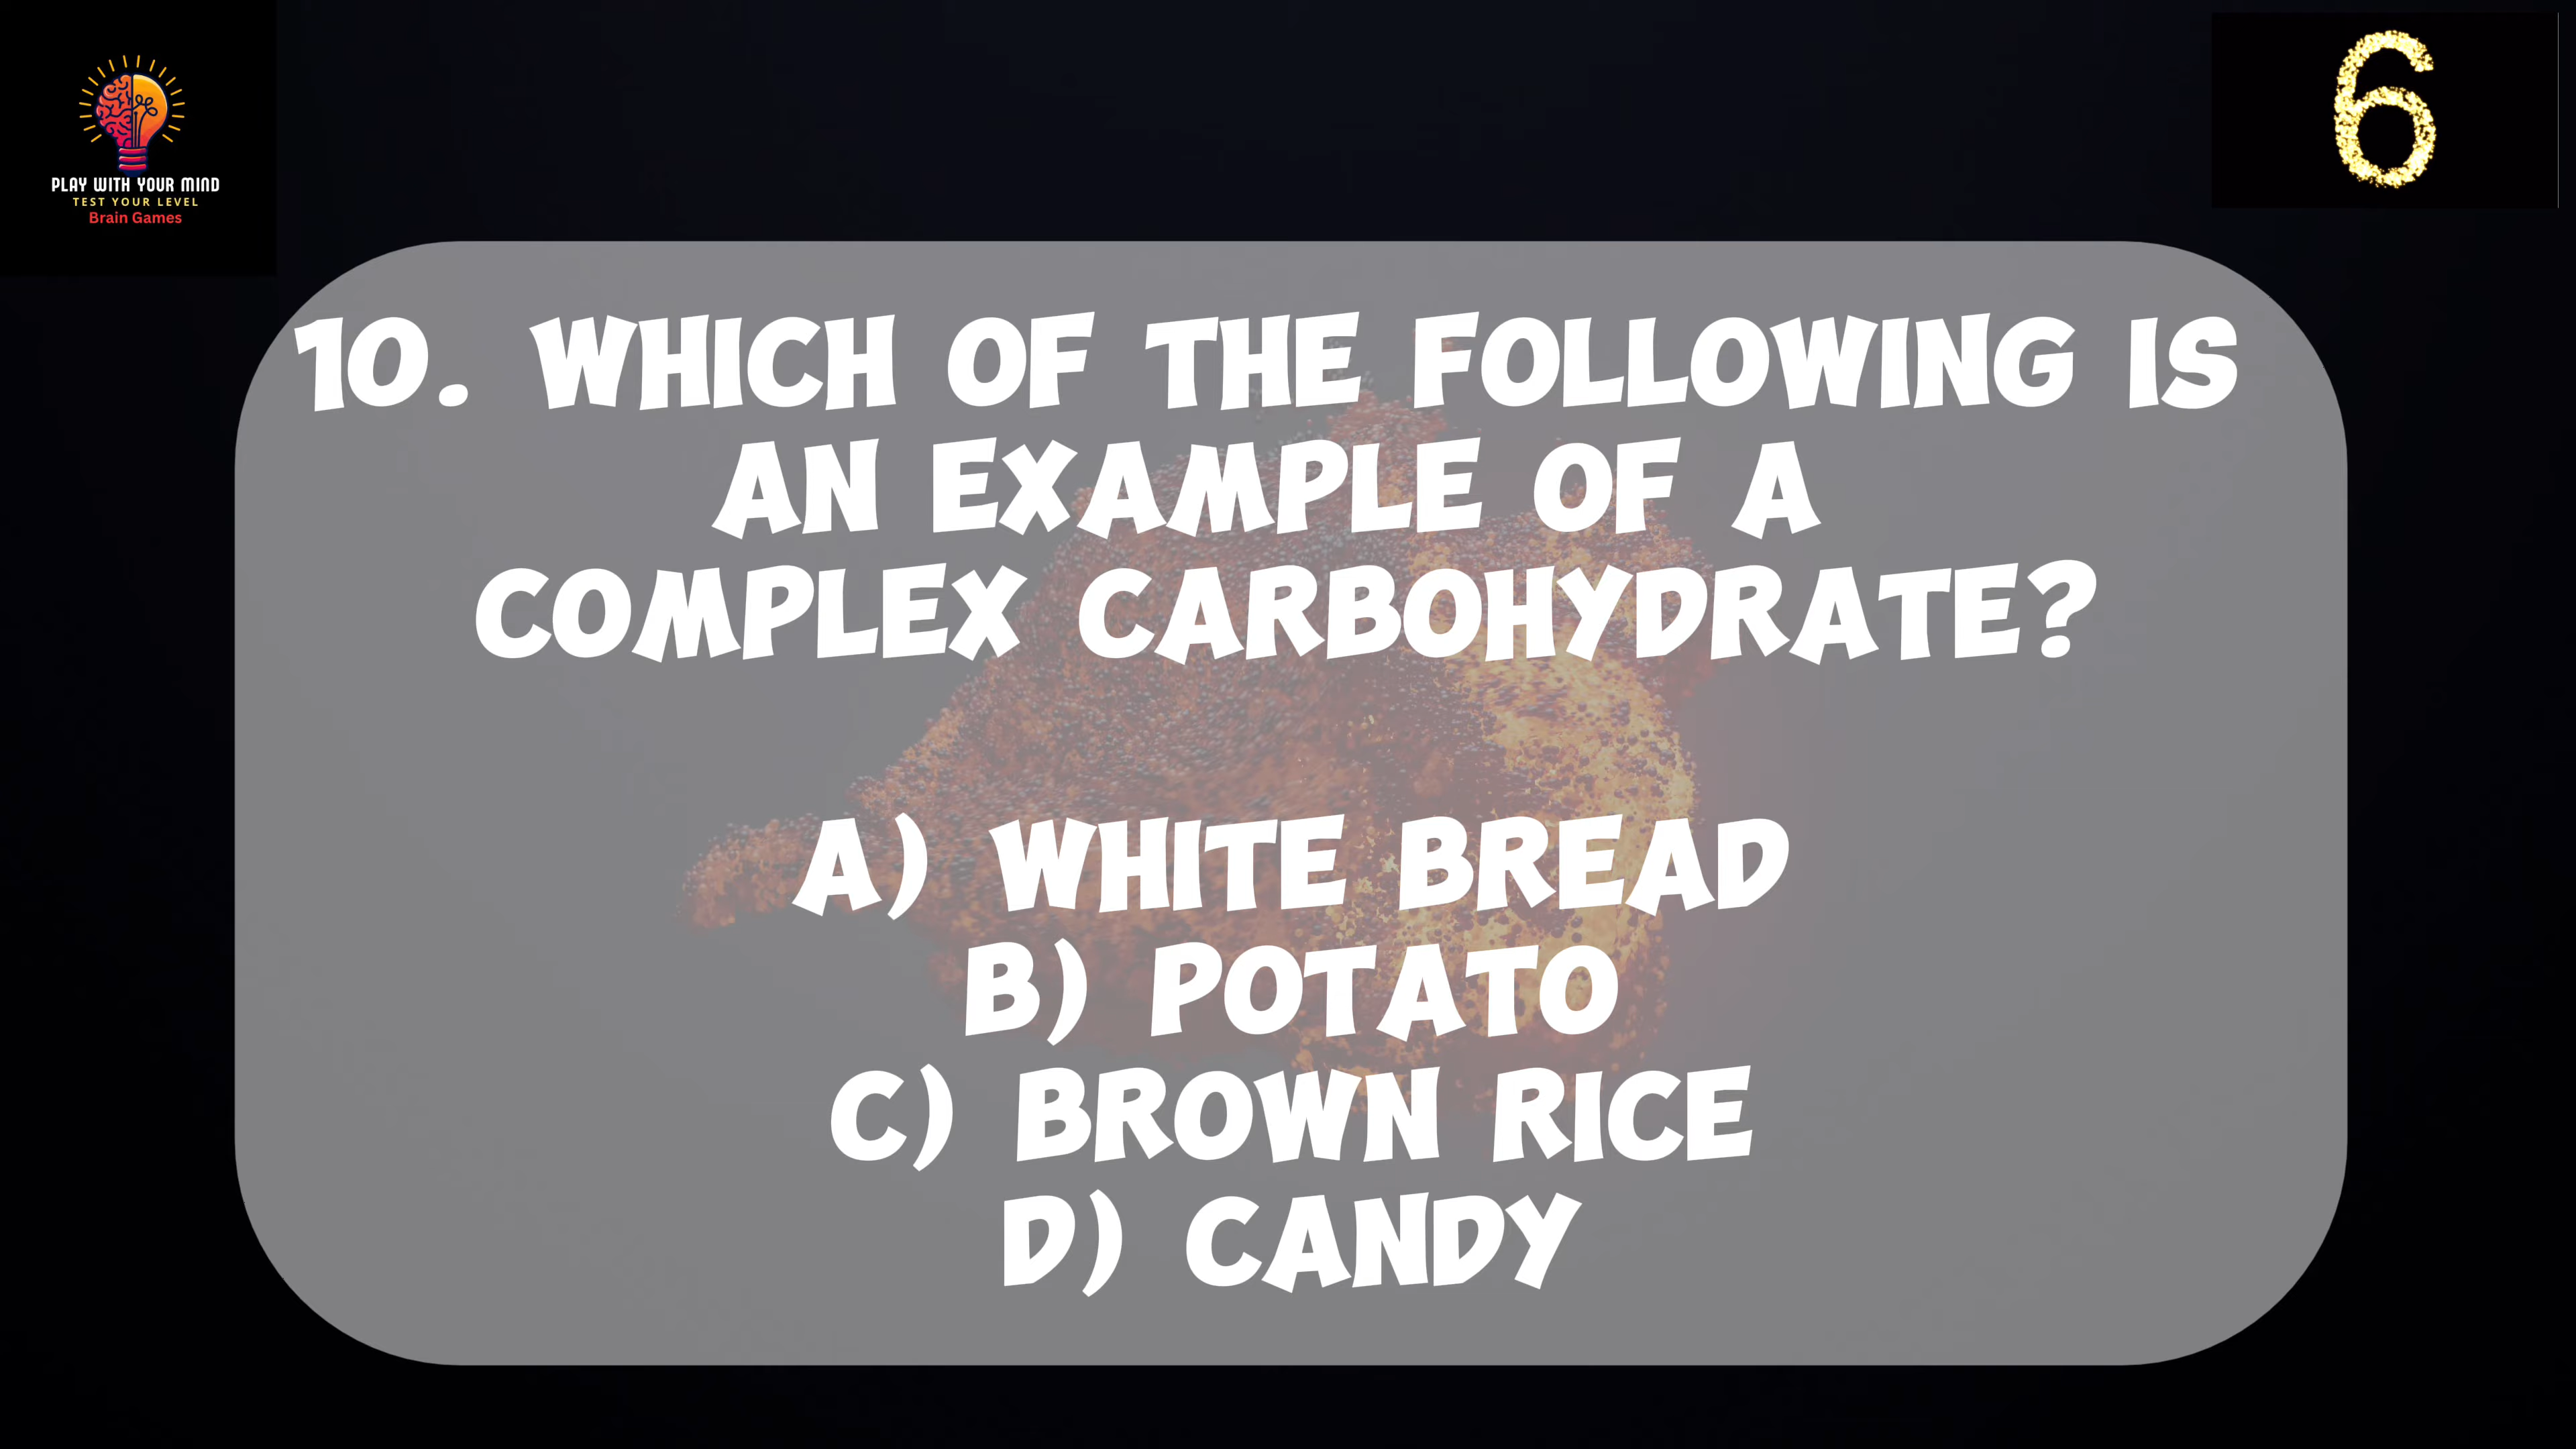 PLAY WITH YOUR MIND
TEST YOUR LEVEL
Brain Games
6
10. WHICH OF THE FOLLOWING IS
AN EXAMPLE OF A
COMPLEX CARBOHYDRATE?
A) WHITE BREAD
B) POTATO
C) BROWN RICE
D) CANDY